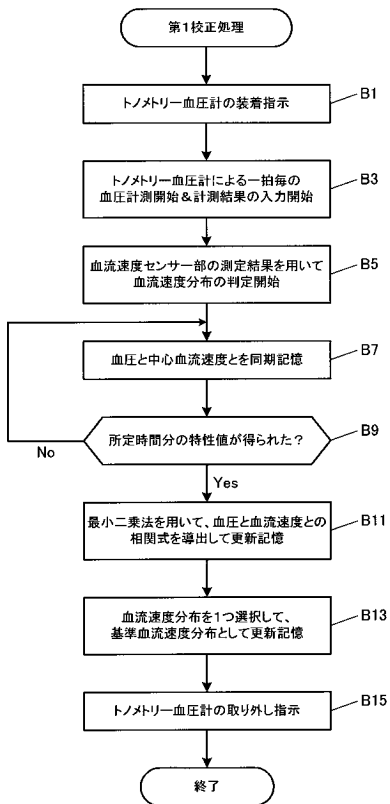 第1校正処理
トノメトリー血圧計の装着指示
B1
トノメトリー血圧計による一拍毎の
血圧計測開始&計測結果の入力開始
B3
血流速度センサー部の測定結果を用いて
血流速度分布の判定開始
B5
血圧と中心血流速度とを同期記憶
B7
所定時間分の特性値が得られた?
B9
No
Yes
最小二乗法を用いて、血圧と血流速度との
相関式を導出して更新記憶
B11
血流速度分布を1つ選択して、
基準血流速度分布として更新記憶
B13
トノメトリー血圧計の取り外し指示
B15
終了